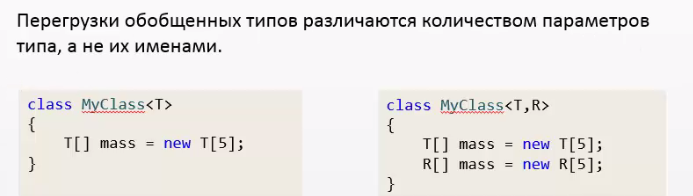 Перегрузки обобщенных типов различаются количеством параметров
типа, а не их именами.
class MyClass<T>
{
    T[] mass = new T[5];
}
class MyClass<T,R>
{
    T[] mass = new T[5];
    R[] mass = new R[5];
}